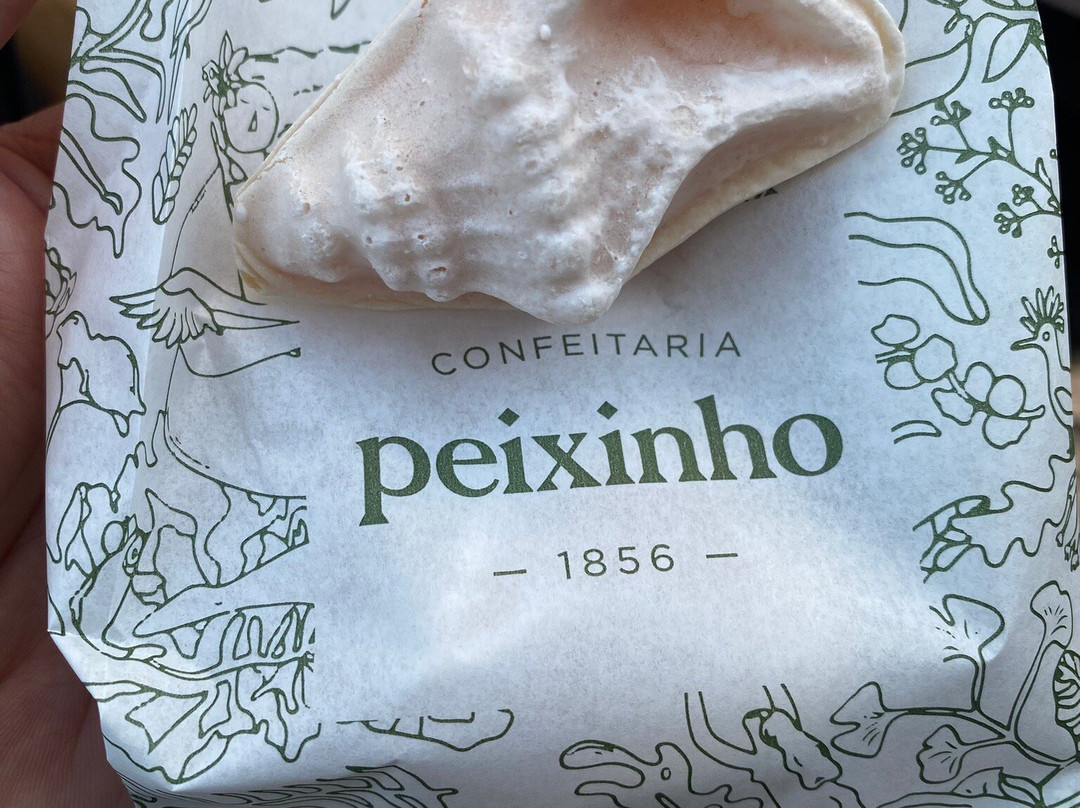 CONFEITARIA
peixinho
— 1856 —